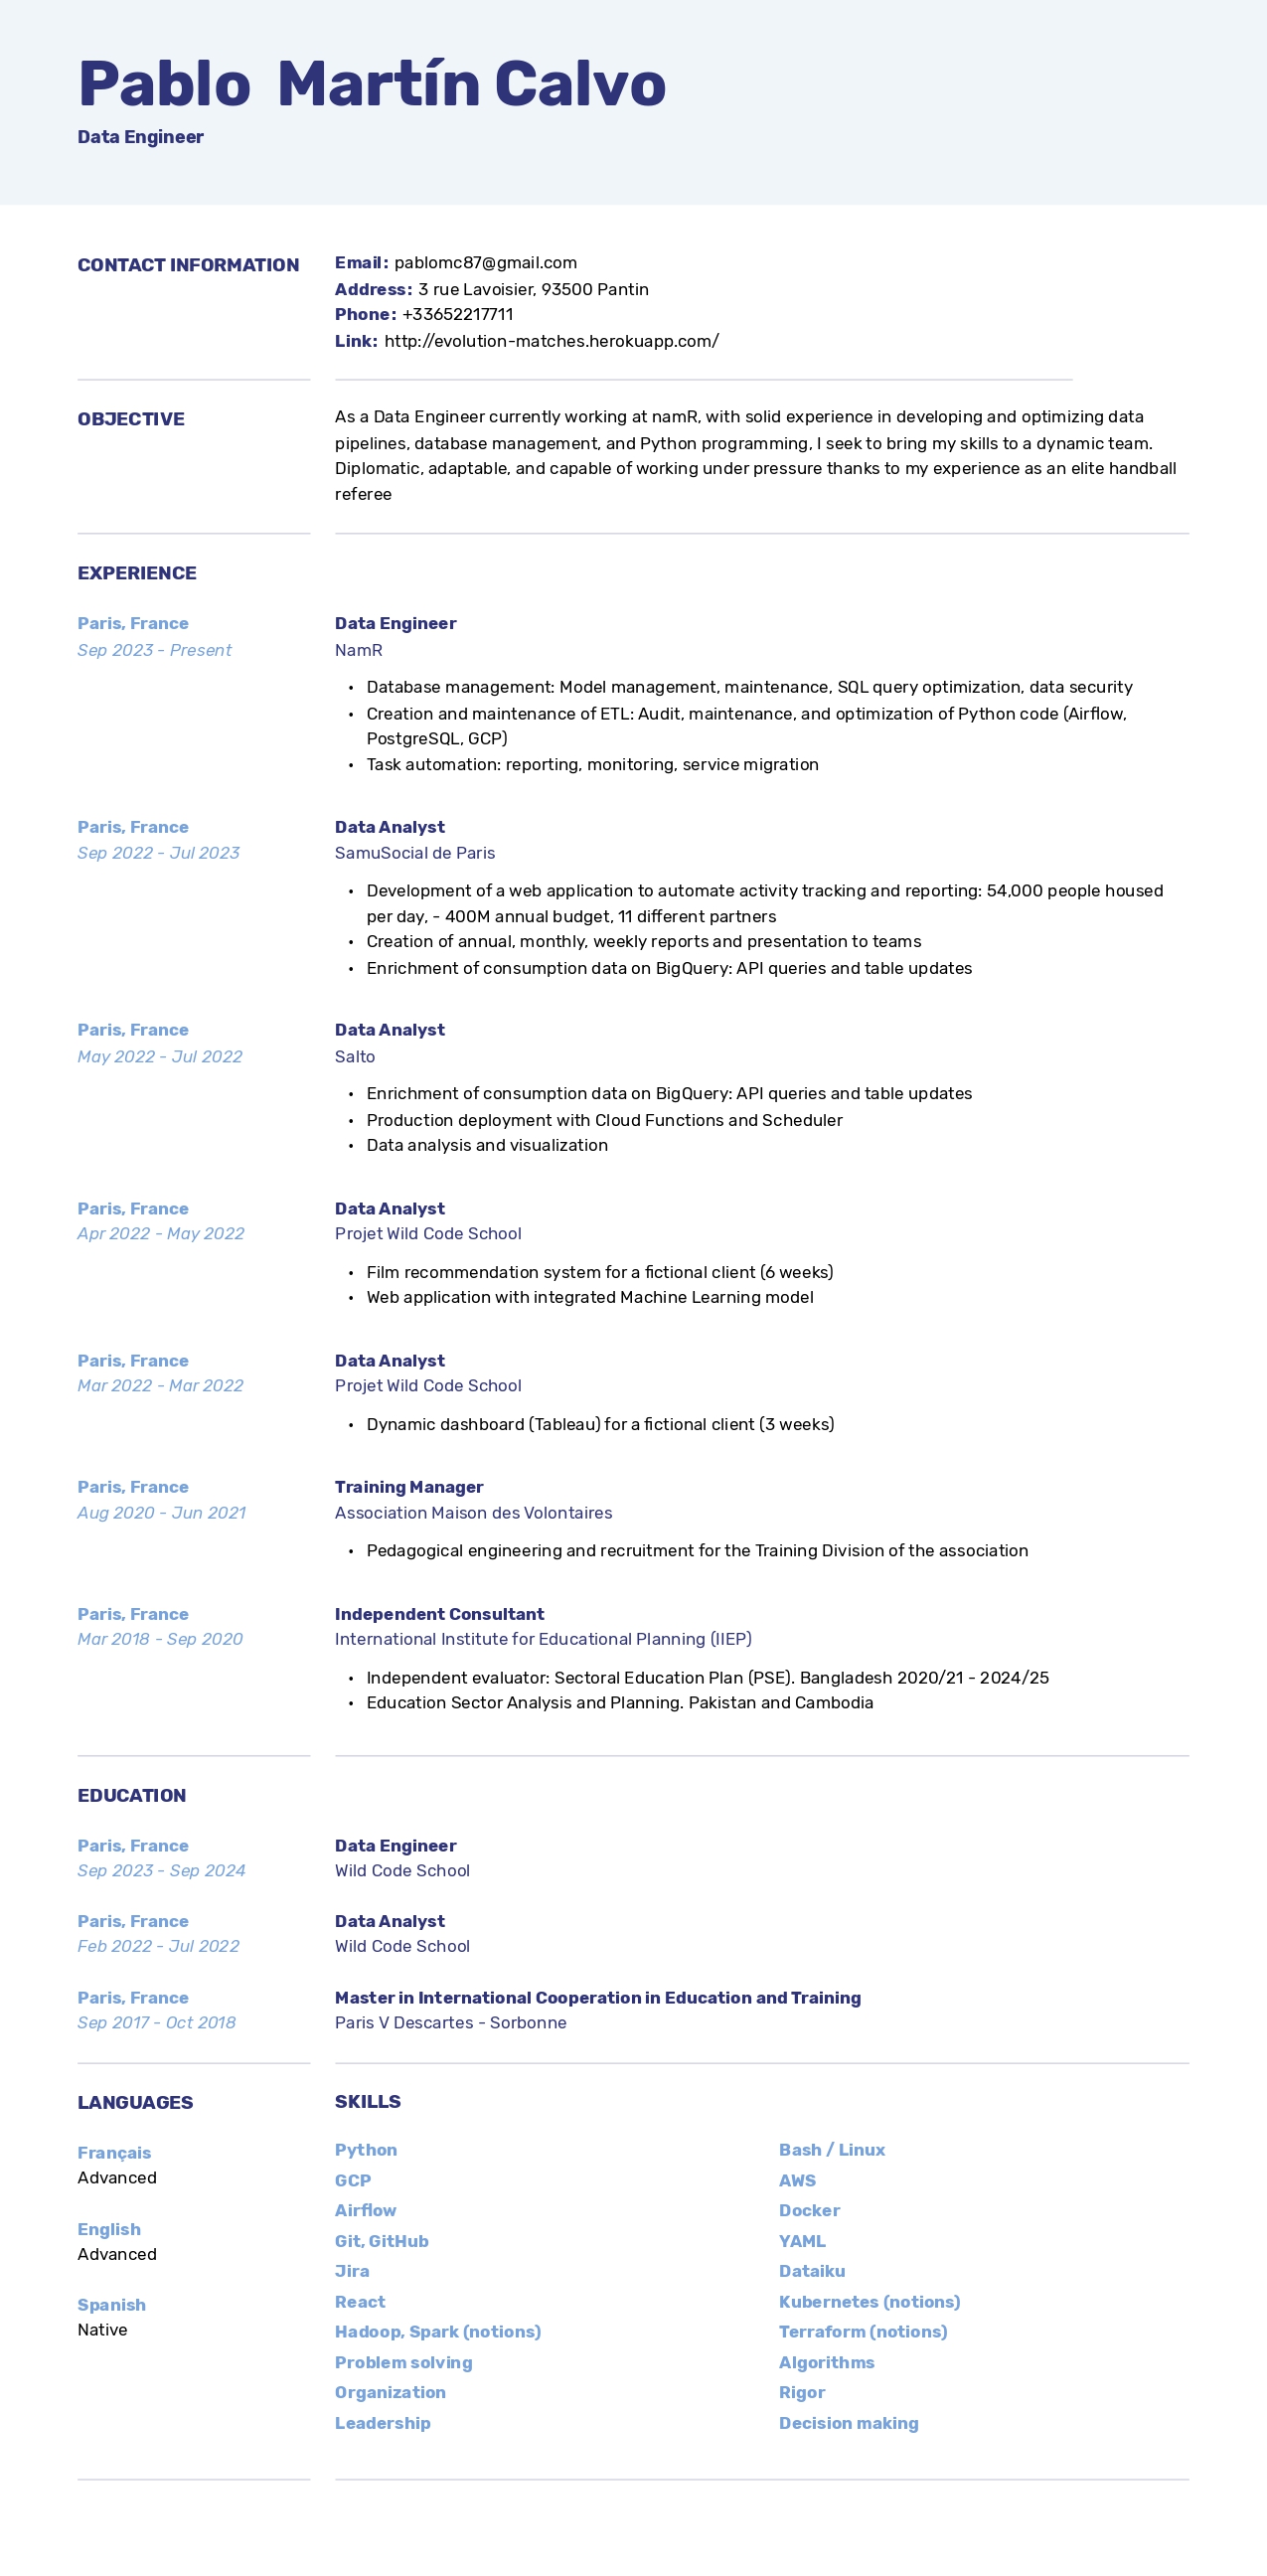 Pablo Martín Calvo
Data Engineer
CONTACT INFORMATION
Email: pablomc87@gmail.com
Address: 3 rue Lavoisier, 93500 Pantin
Phone: +33652217711
Link: http://evolution-matches.herokuapp.com/
OBJECTIVE
As a Data Engineer currently working at namR, with solid experience in developing and optimizing data
pipelines, database management, and Python programming, I seek to bring my skills to a dynamic team.
Diplomatic, adaptable, and capable of working under pressure thanks to my experience as an elite handball
referee
EXPERIENCE
Paris, France
Sep 2023 - Present
Data Engineer
NamR
• Database management: Model management, maintenance, SQL query optimization, data security
• Creation and maintenance of ETL: Audit, maintenance, and optimization of Python code (Airflow,
PostgreSQL, GCP)
• Task automation: reporting, monitoring, service migration
Paris, France
Sep 2022 - Jul 2023
Data Analyst
SamuSocial de Paris
• Development of a web application to automate activity tracking and reporting: 54,000 people housed
per day, - 400M annual budget, 11 different partners
• Creation of annual, monthly, weekly reports and presentation to teams
• Enrichment of consumption data on BigQuery: API queries and table updates
Paris, France
May 2022 - Jul 2022
Data Analyst
Salto
• Enrichment of consumption data on BigQuery: API queries and table updates
• Production deployment with Cloud Functions and Scheduler
• Data analysis and visualization
Paris, France
Apr 2022 - May 2022
Data Analyst
Projet Wild Code School
• Film recommendation system for a fictional client (6 weeks)
• Web application with integrated Machine Learning model
Paris, France
Mar 2022 - Mar 2022
Data Analyst
Projet Wild Code School
• Dynamic dashboard (Tableau) for a fictional client (3 weeks)
Paris, France
Aug 2020 - Jun 2021
Training Manager
Association Maison des Volontaires
• Pedagogical engineering and recruitment for the Training Division of the association
Paris, France
Mar 2018 - Sep 2020
Independent Consultant
International Institute for Educational Planning (IIEP)
• Independent evaluator: Sectoral Education Plan (PSE). Bangladesh 2020/21 - 2024/25
• Education Sector Analysis and Planning. Pakistan and Cambodia
EDUCATION
Paris, France
Sep 2023 - Sep 2024
Data Engineer
Wild Code School
Paris, France
Feb 2022 - Jul 2022
Data Analyst
Wild Code School
Paris, France
Sep 2017 - Oct 2018
Master in International Cooperation in Education and Training
Paris V Descartes - Sorbonne
LANGUAGES
Français
Advanced
English
Advanced
Spanish
Native
SKILLS
Python
GCP
Airflow
Git, GitHub
Jira
React
Hadoop, Spark (notions)
Problem solving
Organization
Leadership
Bash / Linux
AWS
Docker
YAML
Dataiku
Kubernetes (notions)
Terraform (notions)
Algorithms
Rigor
Decision making